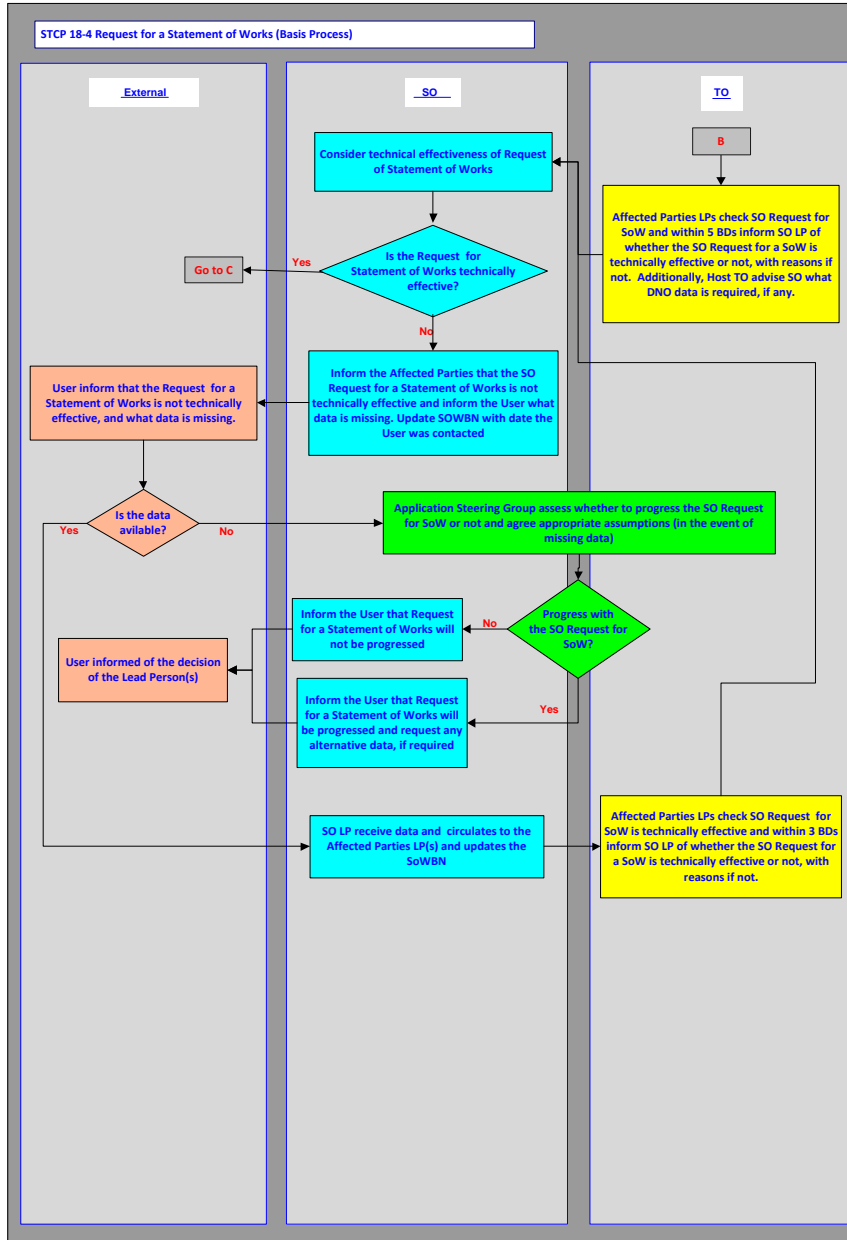 STCP 18-4 Request for a Statement of Works (Basis Process)
External
SO
TO
B
Consider technical effectiveness of Request
of Statement of Works
Affected Parties LPs check SO Request for
SoW and within 5 BDs inform SO LP of
whether the SO Request for a SoW is
technically effective or not, with reasons if
not. Additionally, Host TO advise SO what
DNO data is required, if any.
Is the Request for
Statement of Works technically
effective?
Yes
Go to C
No
Inform the Affected Parties that the SO
Request for a Statement of Works is not
technically effective and inform the User what
data is missing. Update SOWBN with date the
User was contacted
User inform that the Request for a
Statement of Works is not technically
effective, and what data is missing.
Is the data
avilable?
Yes
No
Application Steering Group assess whether to progress the SO Request
for SoW or not and agree appropriate assumptions (in the event of
missing data)
Progress with
the SO Request for
SoW?
No
Inform the User that Request
for a Statement of Works will
not be progressed
User informed of the decision
of the Lead Person(s)
Yes
Inform the User that Request
for a Statement of Works will
be progressed and request any
alternative data, if required
SO LP receive data and circulates to the
Affected Parties LP(s) and updates the
SoWBN
Affected Parties LPs check SO Request for
SoW is technically effective and within 3 BDs
inform SO LP of whether the SO Request for
a SoW is technically effective or not, with
reasons if not.